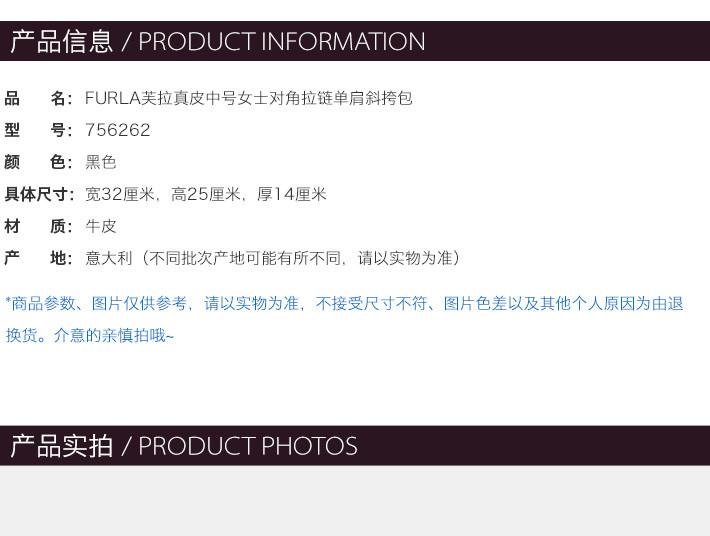 产品信息 / PRODUCT INFORMATION
品 名：FURLA芙拉真皮中号女士对角拉链单肩斜挎包
型 号：756262
颜 色：黑色
具体尺寸：宽32厘米，高25厘米，厚14厘米
材 质：牛皮
产 地：意大利（不同批次产地可能有所不同，请以实物为准）
*商品参数、图片仅供参考，请以实物为准，不接受尺寸不符、图片色差以及其他个人原因为由退
换货。介意的亲慎拍哦~
产品实拍 / PRODUCT PHOTOS